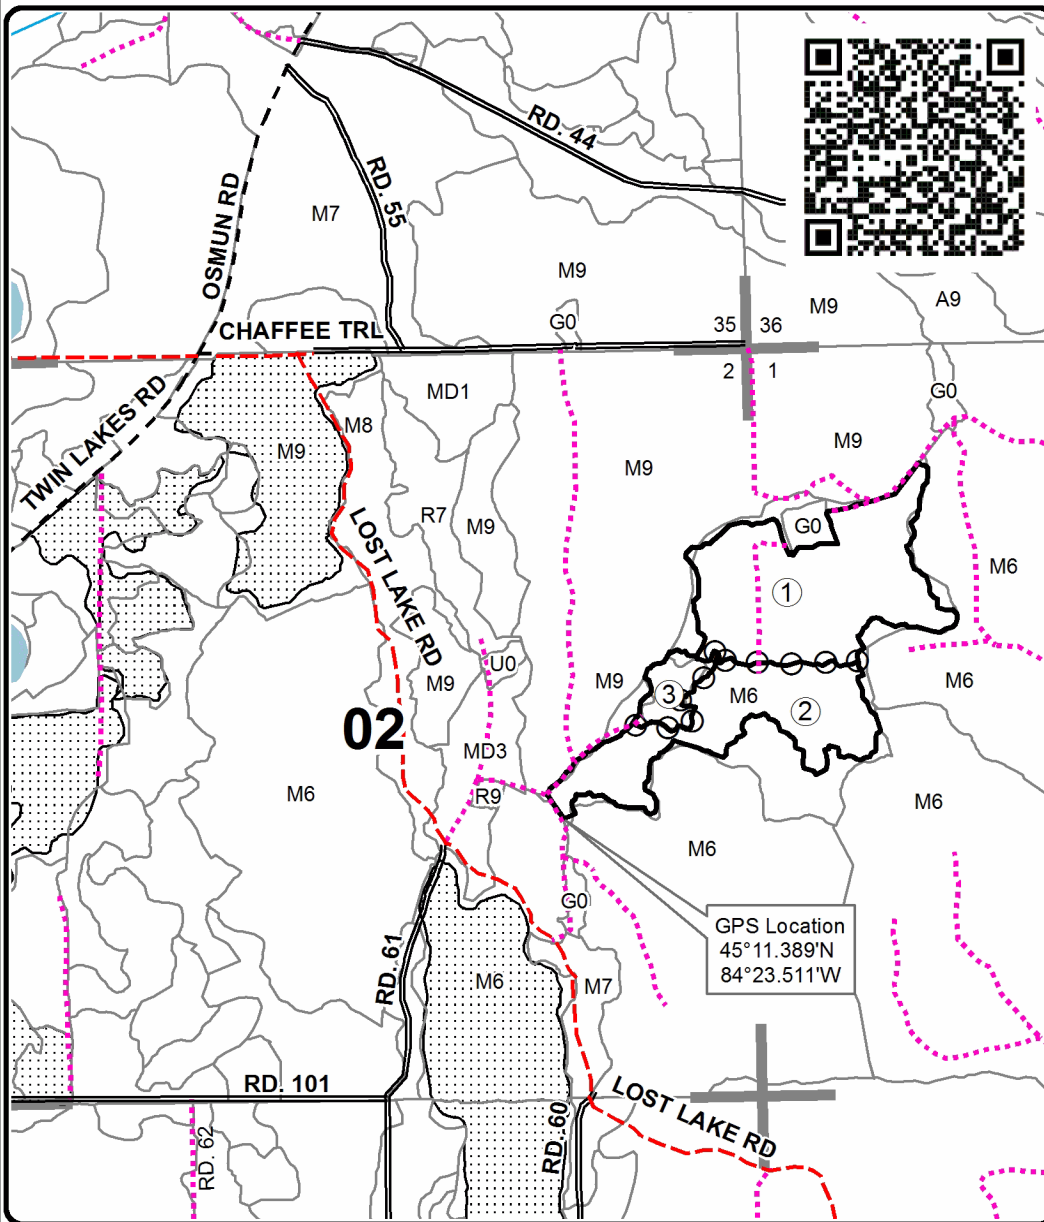 RD. 44
RD. 55
OSMUN RD
M7
M9
M9
A9
G0
35
36
CHAFFEE TRL
2
1
MD1
G0
TWIN LAKES RD
M8
M9
M9
M9
R7
M9
G0
LOST LAKE RD
M6
1
U0
M9
M9
3
M6
M6
02
2
MD3
M6
R9
M6
M6
G0
GPS Location
45°11.389'N
84°23.511'W
RD. 61
M6
M7
RD. 101
LOST LAKE RD
RD. 60
RD. 62